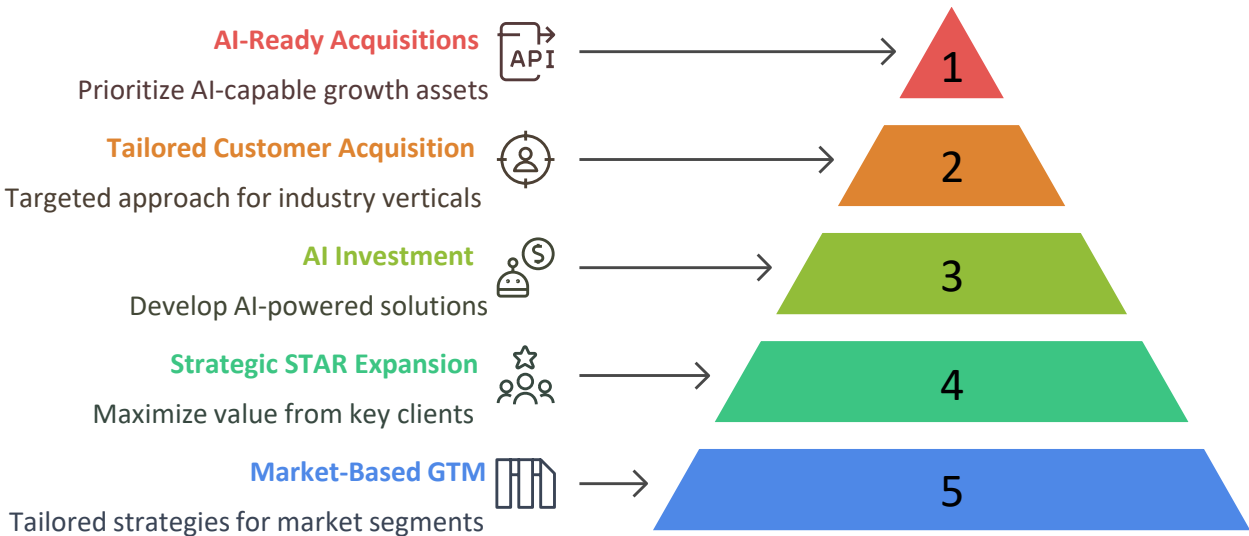 AI-Ready Acquisitions
API
1
Prioritize AI-capable growth assets
Tailored Customer Acquisition
2
Targeted approach for industry verticals
AI Investment
$
3
Develop AI-powered solutions
Strategic STAR Expansion
4
Maximize value from key clients
Market-Based GTM
5
Tailored strategies for market segments